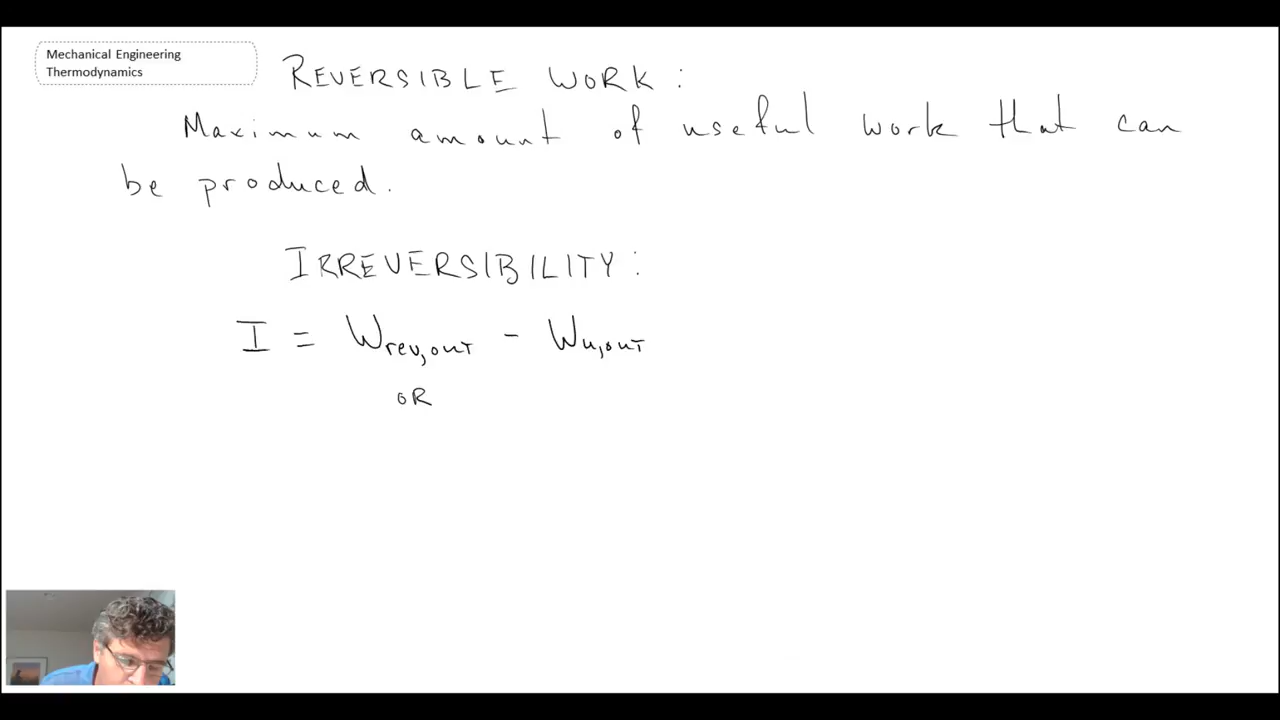 Mechanical Engineering
Thermodynamics
REVERSIBLE WORK:
Maximum amount of useful work that can
be produced.
IRREVERSIBILITY:
I = Wrev,out - Wu,out
OR